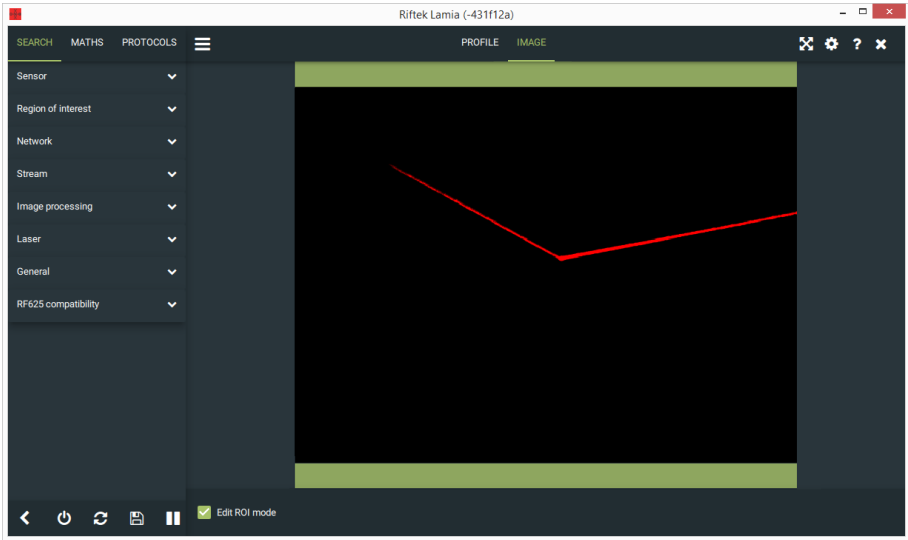 Riftek Lamia (-431f12a)
SEARCH MATHS PROTOCOLS PROFILE IMAGE ?
Sensor
Region of interest
Network
Stream
Image processing
Laser
General
RF625 compatibility
Edit ROI mode